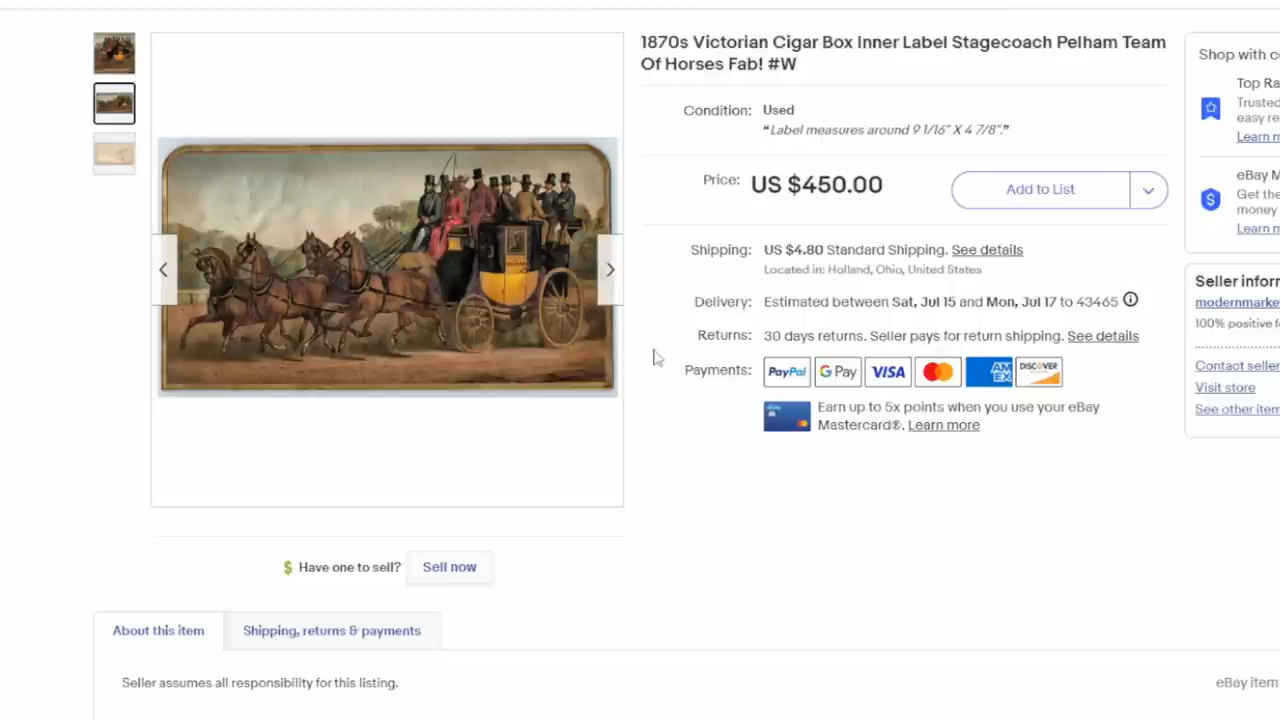 1870s Victorian Cigar Box Inner Label Stagecoach Pelham Team
Of Horses Fab! #W
Condition: Used
"Label measures around 9 1/16" X 4 7/8"."
Price: US $450.00
Add to List
Shipping: US $4.80 Standard Shipping. See details
Located in: Holland, Ohio, United States
Delivery: Estimated between Sat, Jul 15 and Mon, Jul 17 to 43465
Returns: 30 days returns. Seller pays for return shipping. See details
Payments: PayPal G Pay VISA AM EX DISCOVER
Earn up to 5x points when you use your eBay
Mastercard®. Learn more
Shop with c
Top Ra
Trusted
easy re
Learn m
eBay M
Get the
money
Learn m
Seller infor
modernmarke
100% positive f
Contact seller
Visit store
See other item
$ Have one to sell? Sell now
About this item
Shipping, returns & payments
Seller assumes all responsibility for this listing.
eBay item